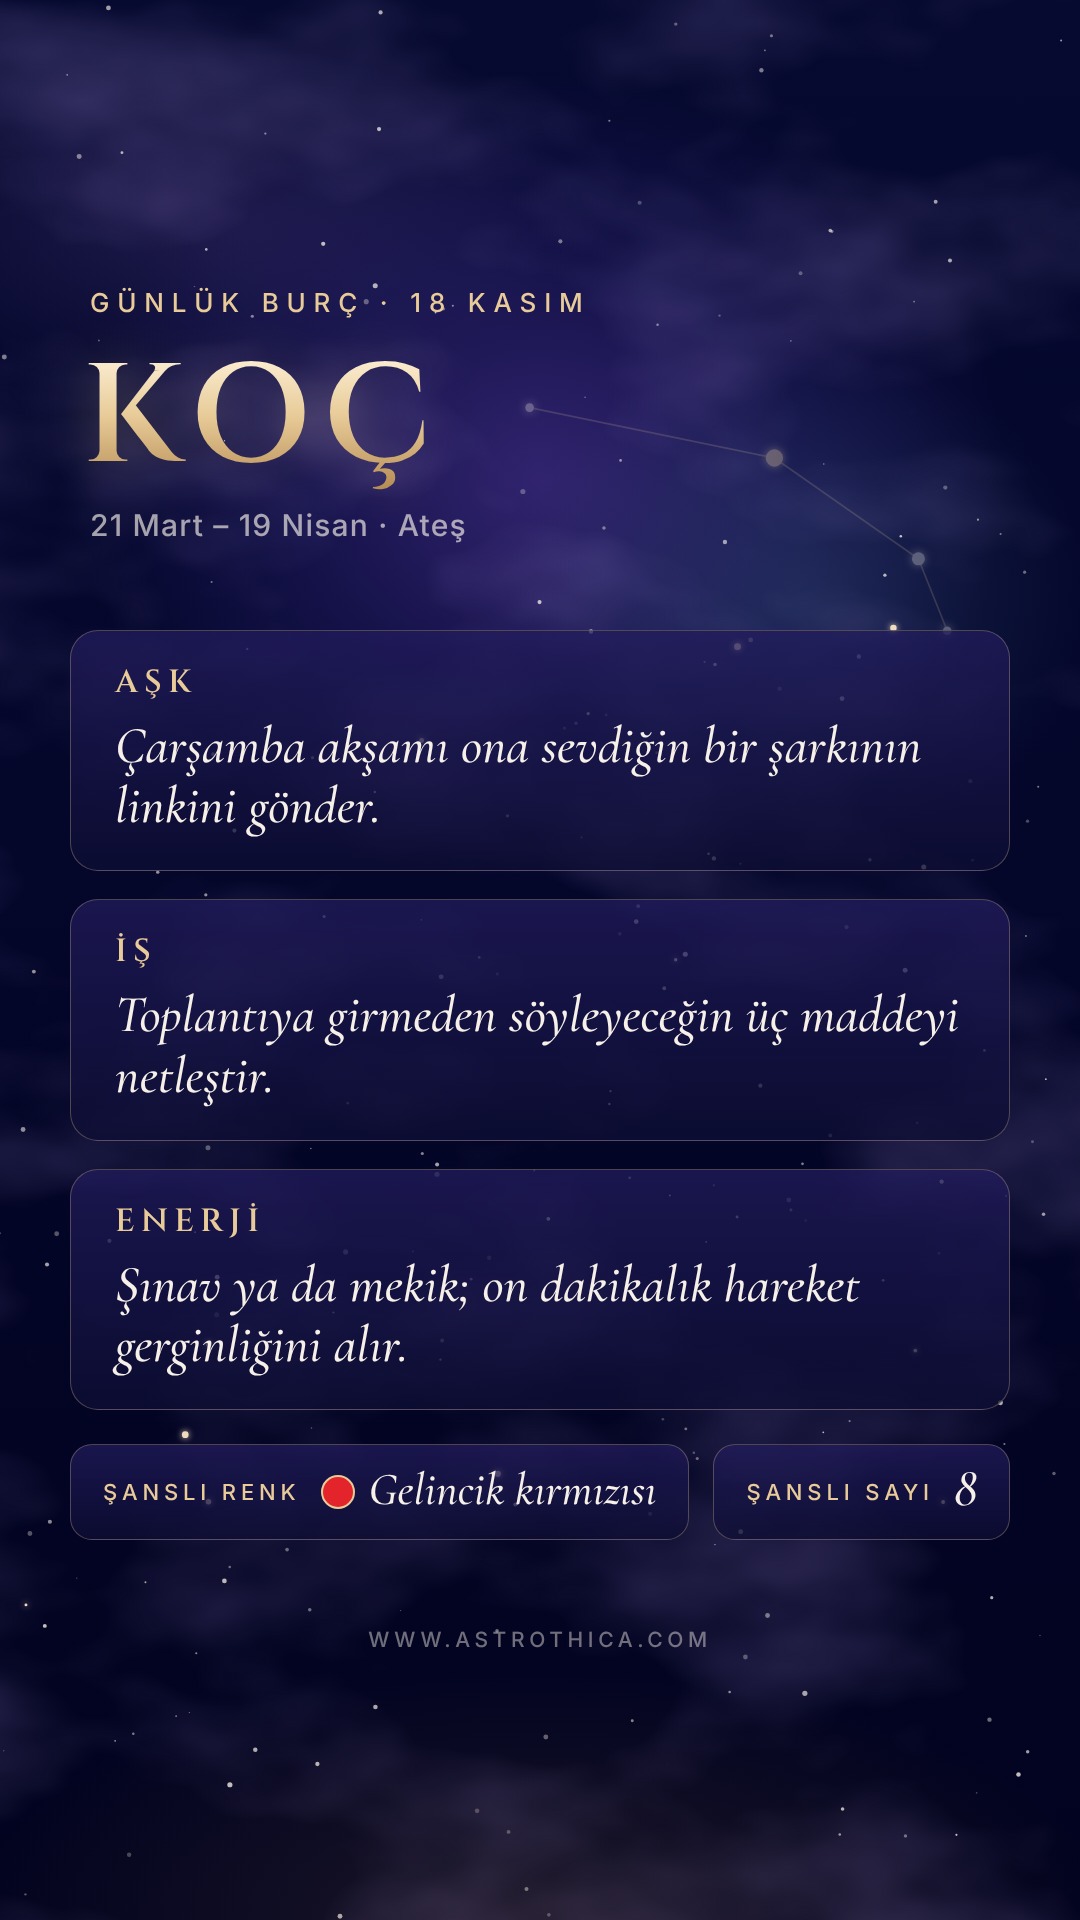 GÜNLÜK BURÇ · 18 KASIM
KOÇ
21 Mart – 19 Nisan · Ateş
AŞK
Çarşamba akşamı ona sevdiğin bir şarkının
linkini gönder.
İŞ
Toplantıya girmeden söyleyeceğin üç maddeyi
netleştir.
ENERJİ
Şınav ya da mekik; on dakikalık hareket
gerginliğini alır.
ŞANSLI RENK Gelincik kırmızısı
ŞANSLI SAYI 8
WWW.ASTROTHICA.COM